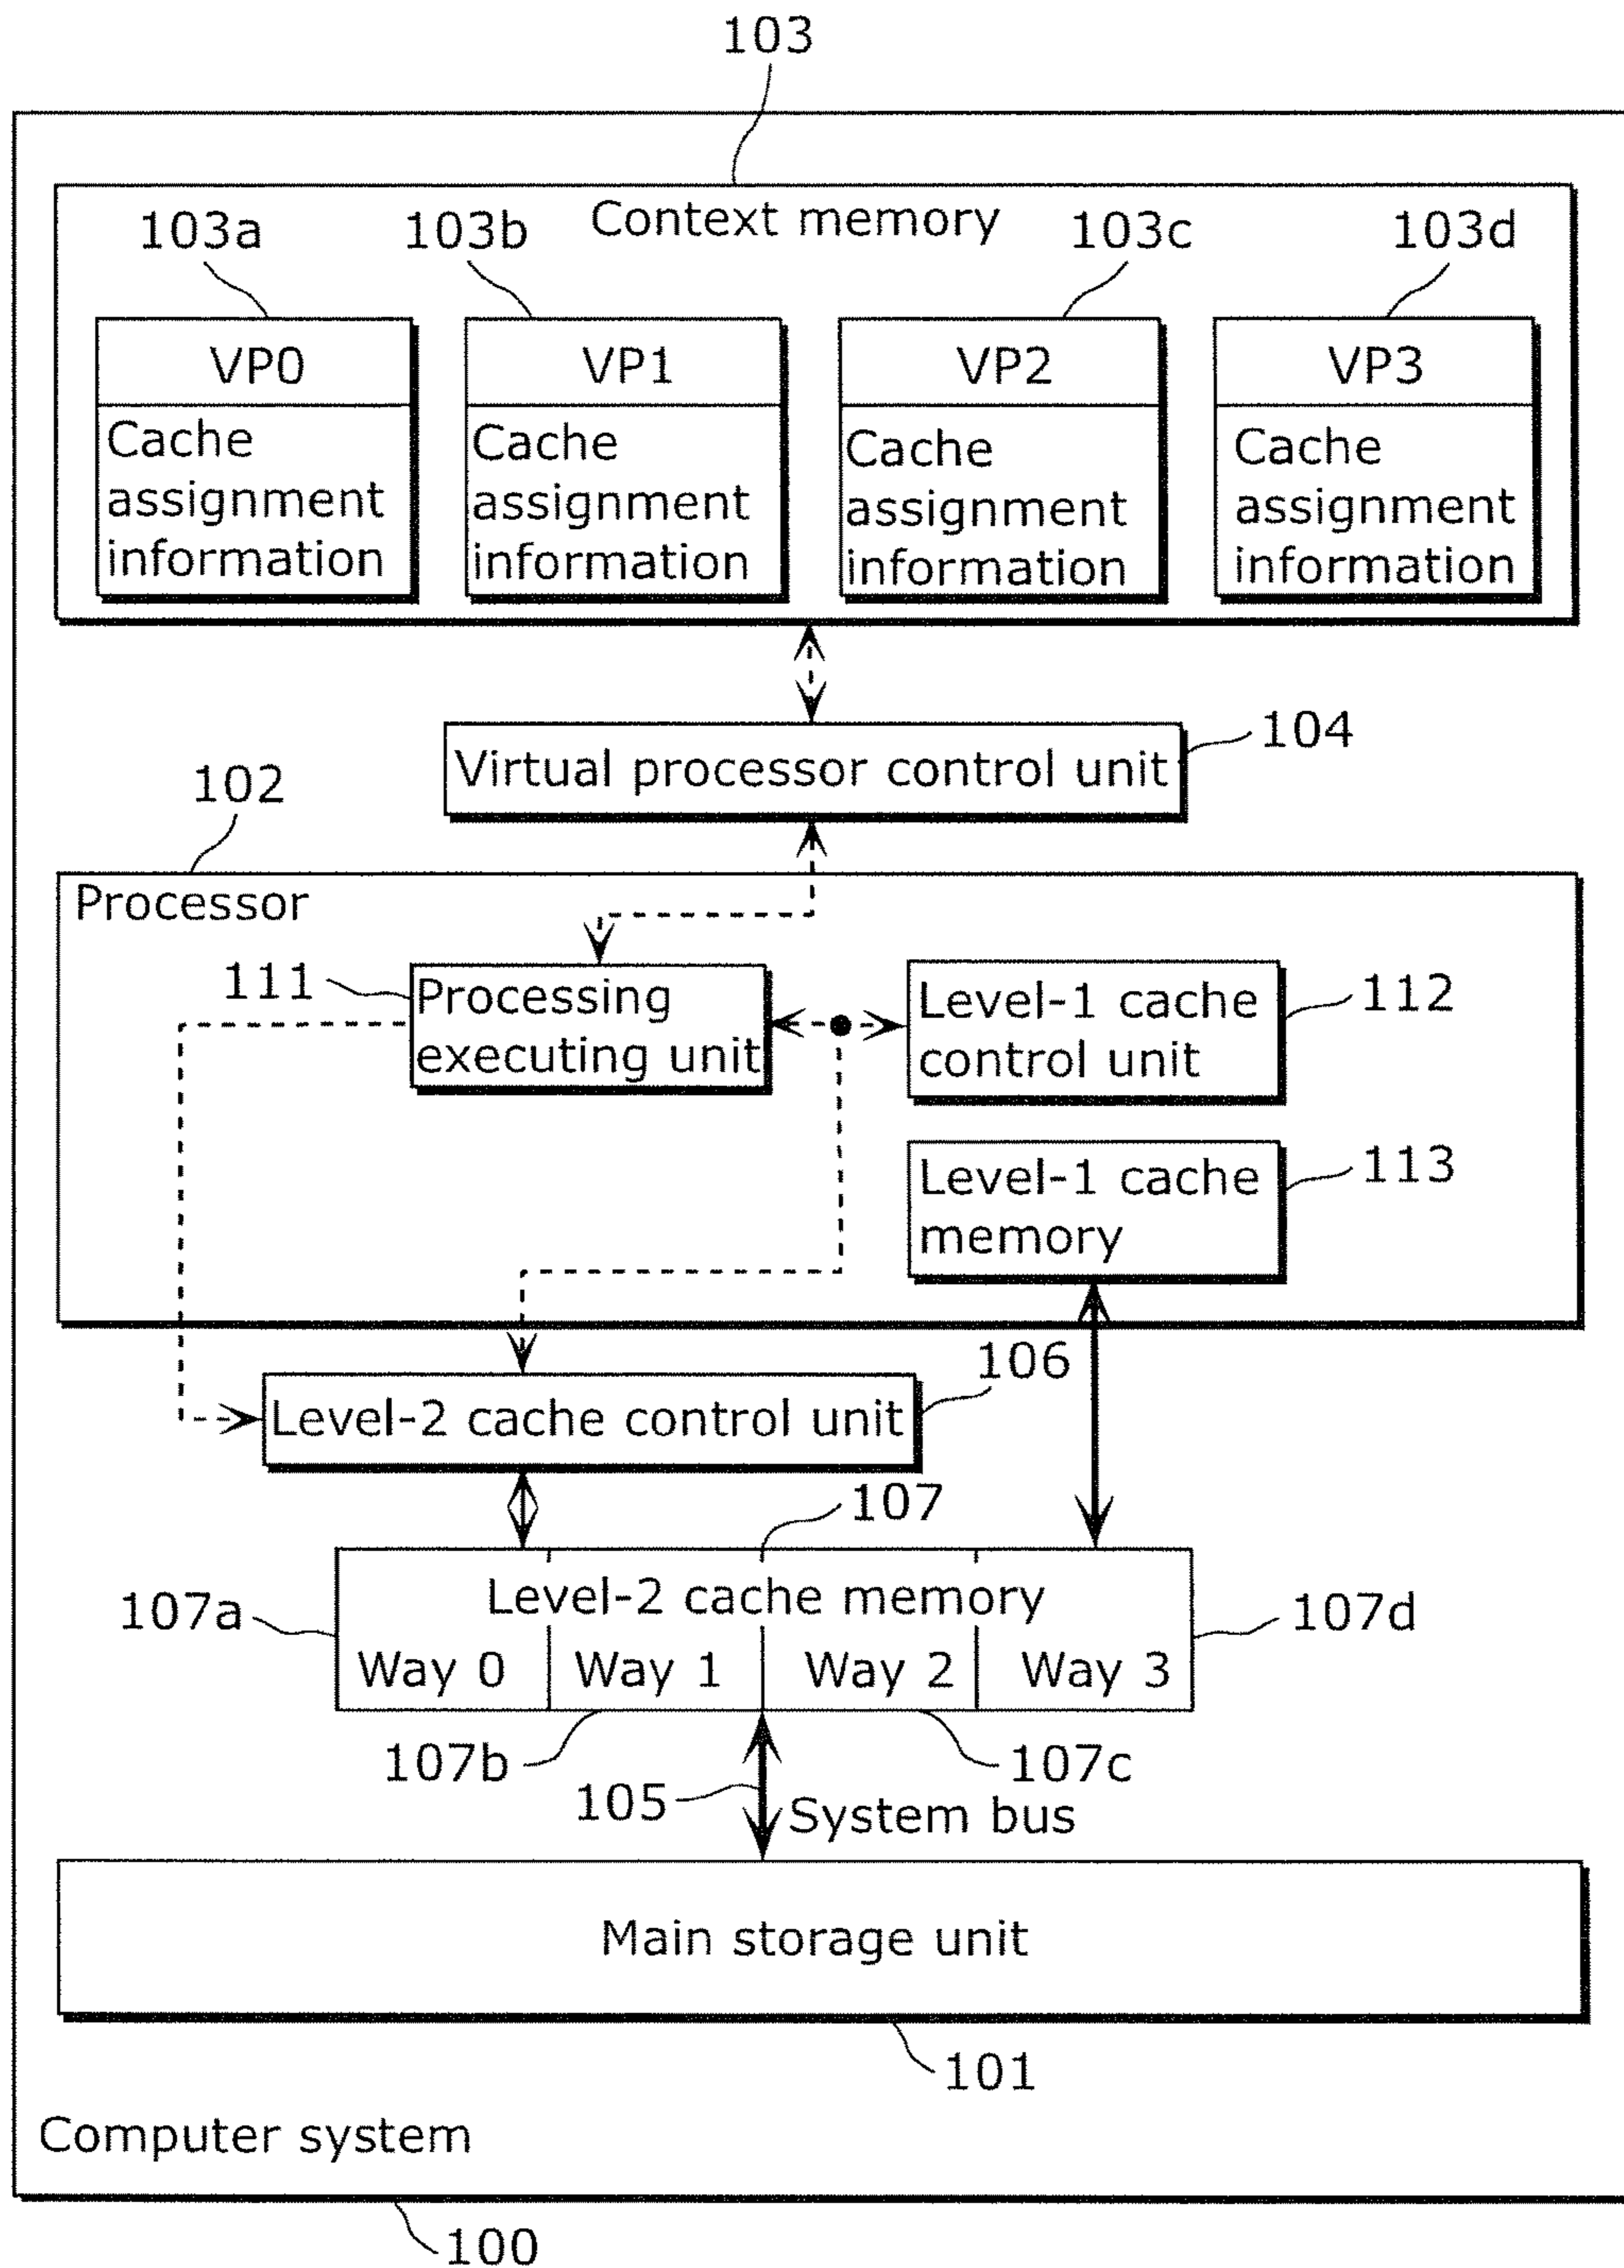 103
Context memory
103a
103b
103c
103d
VP0
Cache
assignment
information
VP1
Cache
assignment
information
VP2
Cache
assignment
information
VP3
Cache
assignment
information
Virtual processor control unit
104
102
Processor
111
Processing
executing unit
Level-1 cache
control unit
112
Level-1 cache
memory
113
106
Level-2 cache control unit
107
107a
Level-2 cache memory
107d
Way 0
Way 1
Way 2
Way 3
107b
107c
105
System bus
Main storage unit
101
Computer system
100